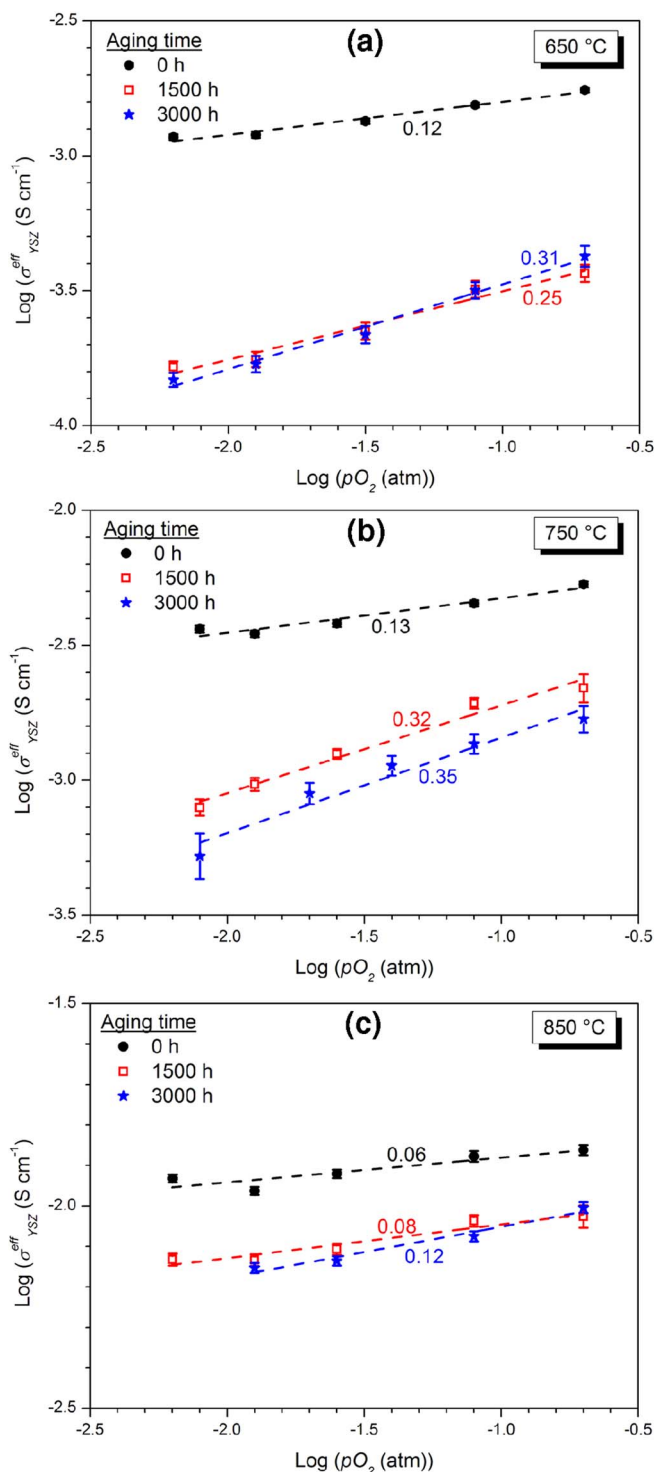 (a)
650 °C
Aging time
0 h
1500 h
3000 h
0.12
0.31
0.25
-2.5
-3.0
-3.5
-4.0
Log (σ^eff_YSZ (S cm⁻¹)
-2.5 -2.0 -1.5 -1.0 -0.5
Log (pO₂ (atm))
(b)
750 °C
Aging time
0 h
1500 h
3000 h
0.13
0.32
0.35
-2.0
-2.5
-3.0
-3.5
Log (σ^eff_YSZ (S cm⁻¹)
-2.5 -2.0 -1.5 -1.0 -0.5
Log (pO₂ (atm))
(c)
850 °C
Aging time
0 h
1500 h
3000 h
0.06
0.08
0.12
-1.5
-2.0
-2.5
Log (σ^eff_YSZ (S cm⁻¹)
-2.5 -2.0 -1.5 -1.0 -0.5
Log (pO₂ (atm))